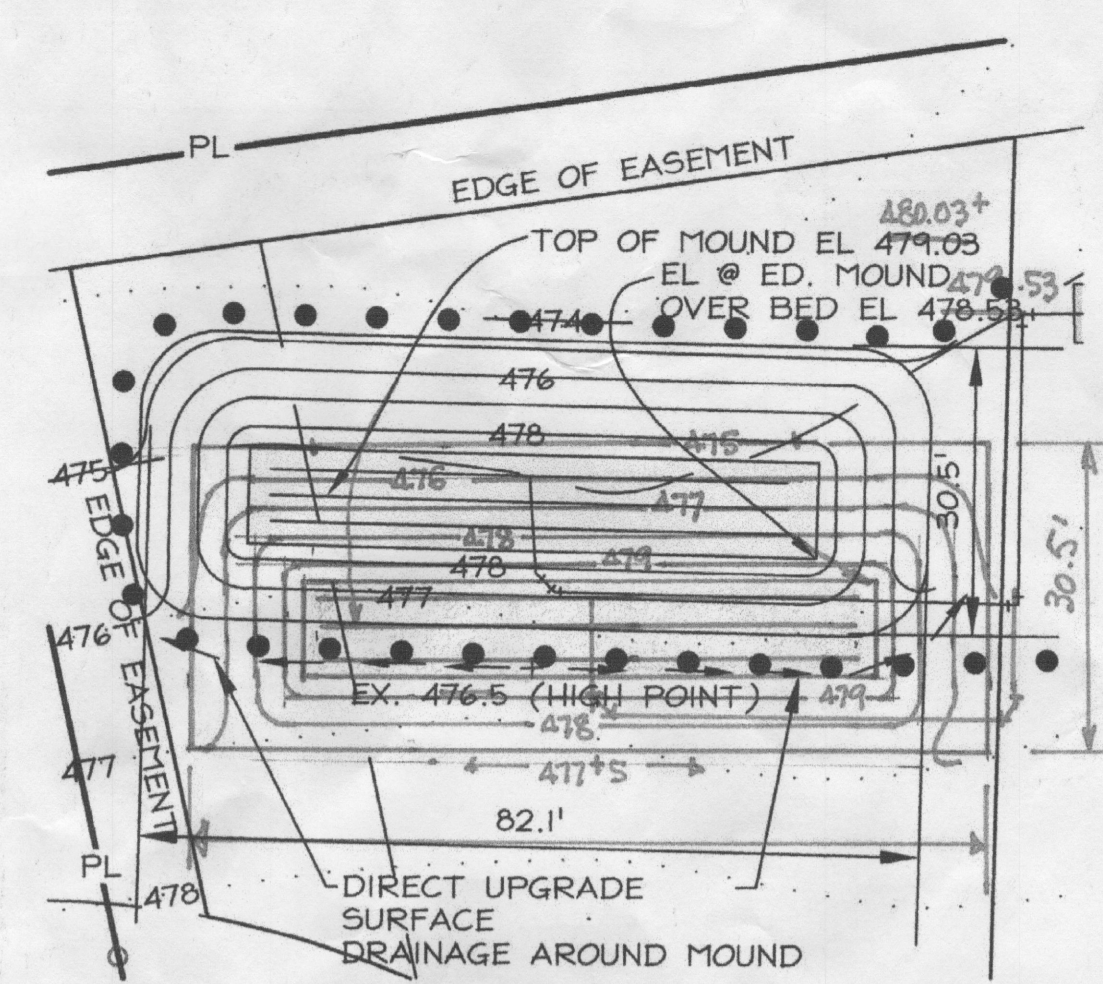 PL
EDGE OF EASEMENT
480.03+
TOP OF MOUND EL 479.03
EL @ ED. MOUND 479.53
OVER BED EL 478.53
474
476
478
475
475
476
477
30.5'
478
479
478
477
30.5'
EDGE OF EASEMENT
476
EX. 476.5 (HIGH POINT)
479
478
477
477+5
82.1'
PL
478
DIRECT UPGRADE
SURFACE
DRAINAGE AROUND MOUND